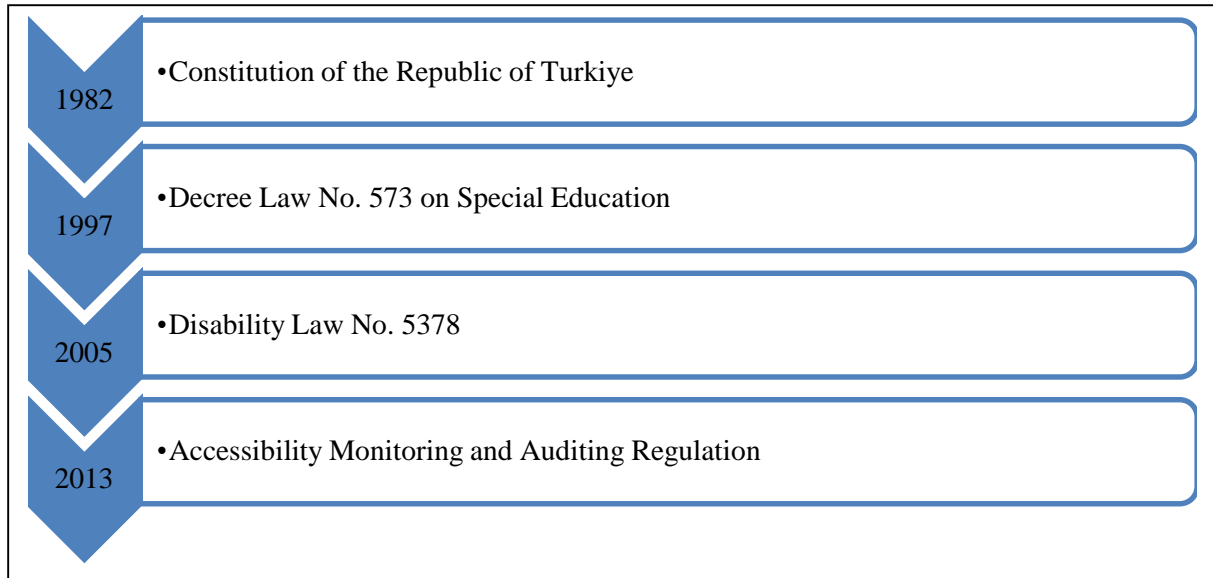 1982
•Constitution of the Republic of Turkiye
1997
•Decree Law No. 573 on Special Education
2005
•Disability Law No. 5378
2013
•Accessibility Monitoring and Auditing Regulation